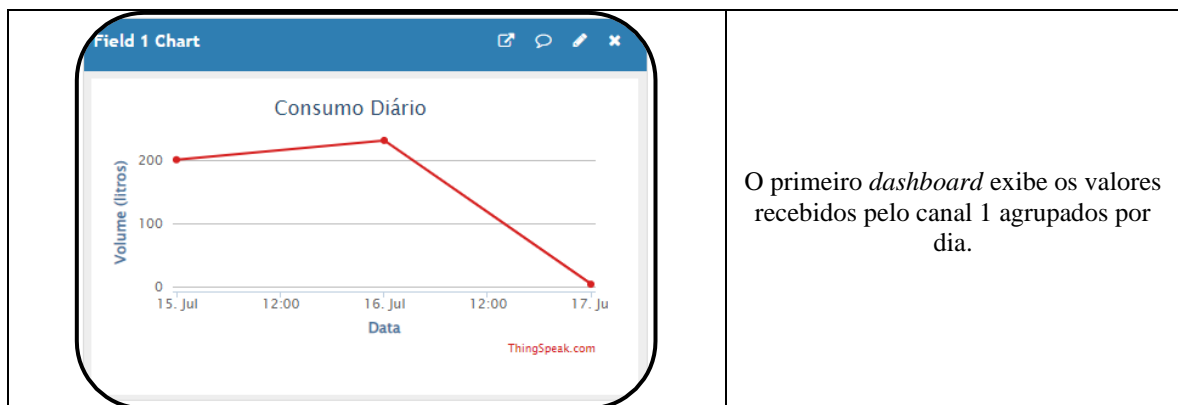 Field 1 Chart
Consumo Diário
Volume (litros)
200
100
0
15. Jul
12:00
16. Jul
12:00
17. Ju
Data
ThingSpeak.com
O primeiro dashboard exibe os valores
recebidos pelo canal 1 agrupados por
dia.